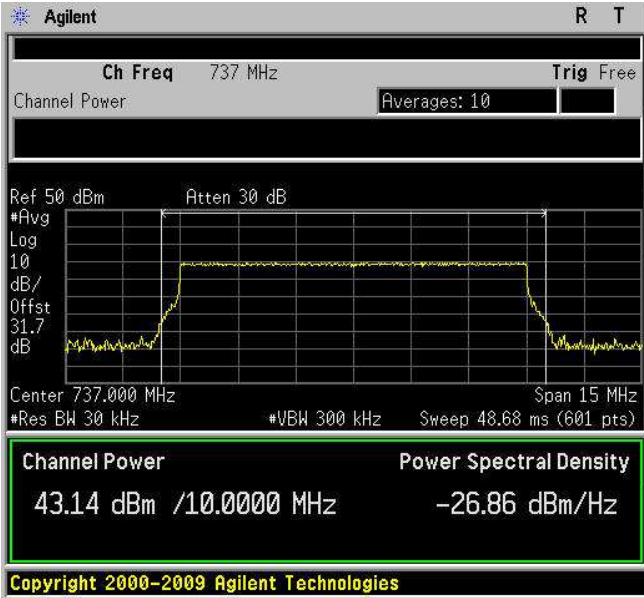 Agilent R T
Ch Freq 737 MHz Trig Free
Channel Power Averages: 10
Ref 50 dBm Atten 30 dB
#Avg
Log
10
dB/
Offst
31.7
dB
Center 737.000 MHz Span 15 MHz
#Res BW 30 kHz #VBW 300 kHz Sweep 48.68 ms (601 pts)
Channel Power Power Spectral Density
43.14 dBm /10.0000 MHz -26.86 dBm/Hz
Copyright 2000-2009 Agilent Technologies